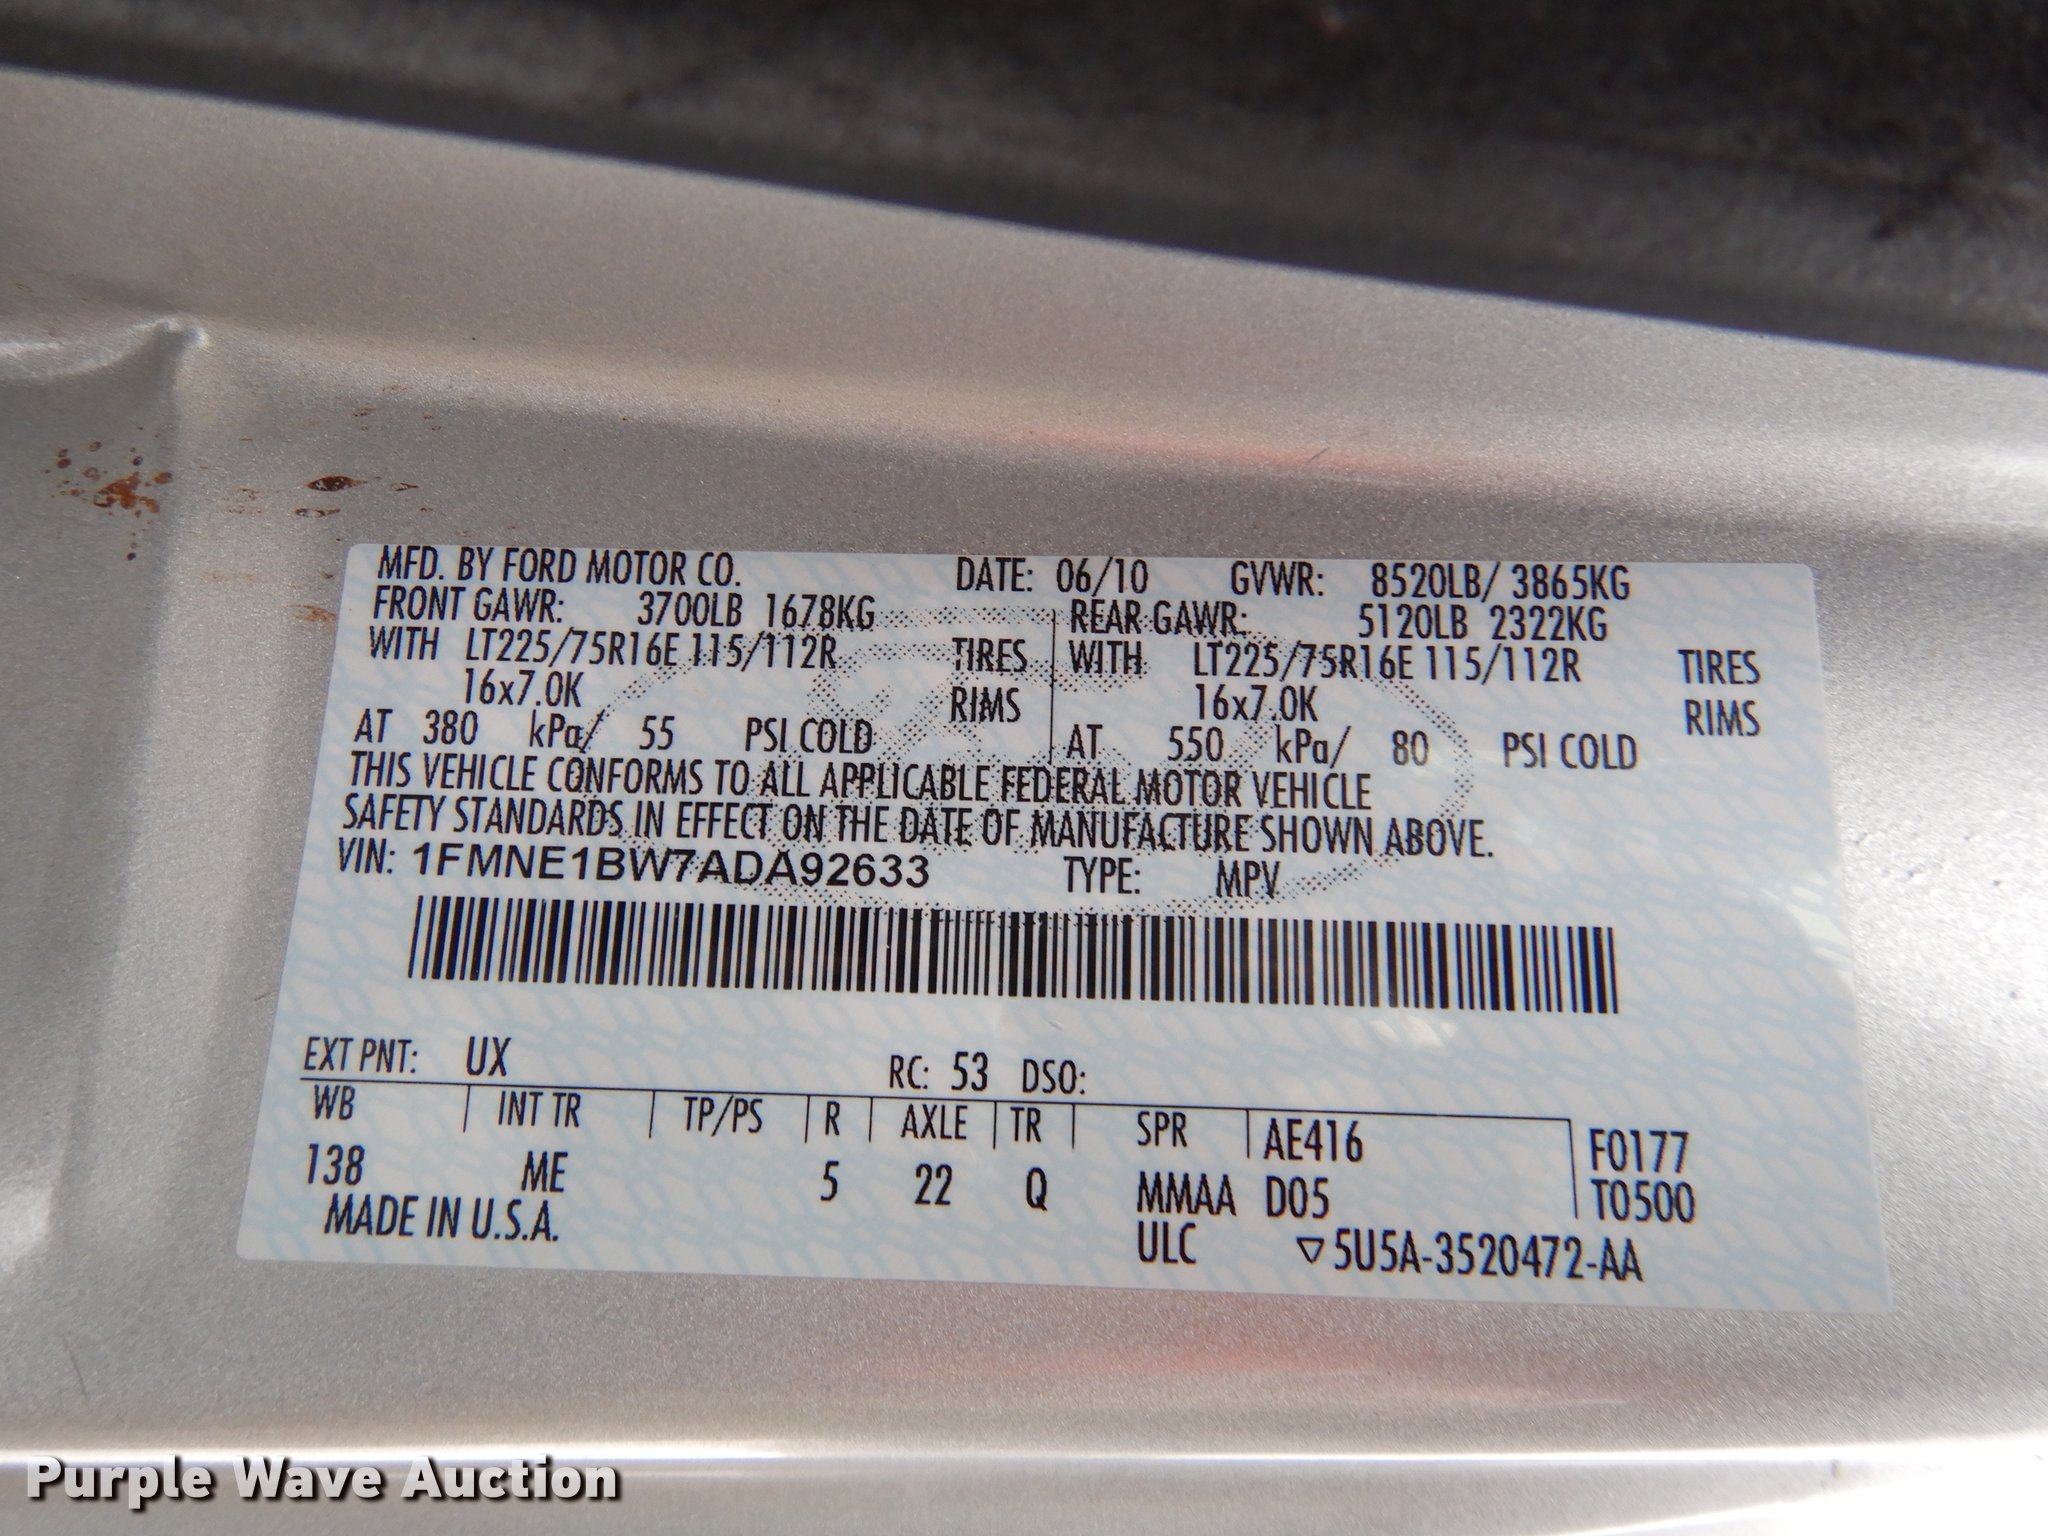 MFD. BY FORD MOTOR CO. DATE: 06/10 GVWR: 8520LB/ 3865KG
FRONT GAWR: 3700LB 1678KG REAR GAWR: 5120LB 2322KG
WITH LT225/75R16E 115/112R TIRES WITH LT225/75R16E 115/112R TIRES
16x7.0K RIMS 16x7.0K RIMS
AT 380 kPa/ 55 PSI COLD AT 550 kPa/ 80 PSI COLD
THIS VEHICLE CONFORMS TO ALL APPLICABLE FEDERAL MOTOR VEHICLE
SAFETY STANDARDS IN EFFECT ON THE DATE OF MANUFACTURE SHOWN ABOVE.
VIN: 1FMNE1BW7ADA92633 TYPE: MPV
EXT PNT: UX RC: 53 DSO:
WB INT TR TP/PS R AXLE TR SPR AE416 F0177
138 ME 5 22 Q MMAA D05 T0500
MADE IN U.S.A. ULC ▽5U5A-3520472-AA
Purple Wave Auction